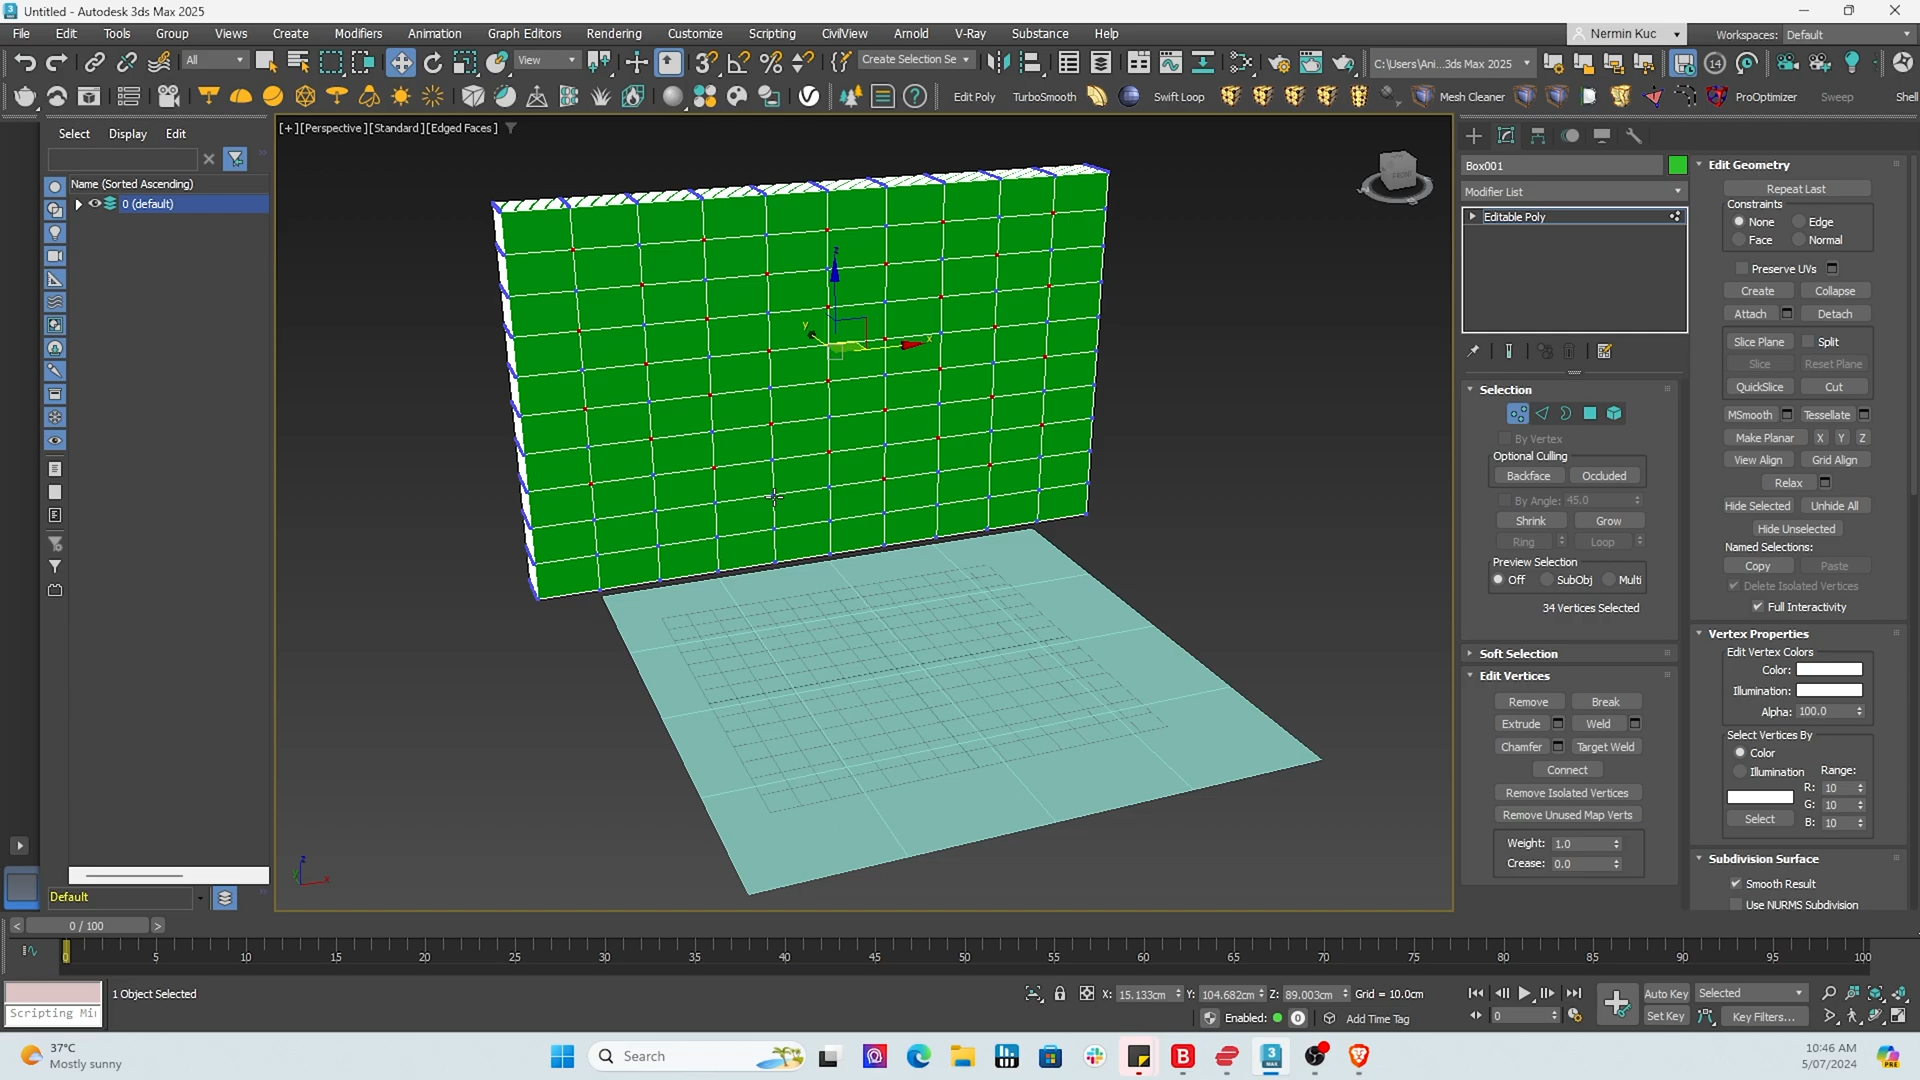 Untitled - Autodesk 3ds Max 2025
File Edit Tools Group Views Create Modifiers Animation Graph Editors Rendering Customize Scripting CivilView Arnold V-Ray Substance Help
Nermin Kuc Workspaces: Default
All View Create Selection Se C:\Users\Ani...3ds Max 2025
Edit Poly TurboSmooth Swift Loop Mesh Cleaner ProOptimizer Sweep Shell
Select Display Edit
Name (Sorted Ascending)
0 (default)
Default
[+][Perspective][Standard][Edged Faces]
FRONT
z
y
x
z
x
Box001
Modifier List
Editable Poly
Selection
By Vertex
Optional Culling
Backface Occluded
By Angle: 45.0
Shrink Grow
Ring Loop
Preview Selection
Off SubObj Multi
34 Vertices Selected
Soft Selection
Edit Vertices
Remove Break
Extrude Weld
Chamfer Target Weld
Connect
Remove Isolated Vertices
Remove Unused Map Verts
Weight: 1.0
Crease: 0.0
Edit Geometry
Repeat Last
Constraints
None Edge
Face Normal
Preserve UVs
Create Collapse
Attach Detach
Slice Plane Split
Slice Reset Plane
QuickSlice Cut
MSmooth Tessellate
Make Planar X Y Z
View Align Grid Align
Relax
Hide Selected Unhide All
Hide Unselected
Named Selections:
Copy Paste
Delete Isolated Vertices
Full Interactivity
Vertex Properties
Edit Vertex Colors
Color:
Illumination:
Alpha: 100.0
Select Vertices By
Color
Illumination Range:
R: 10
G: 10
Select B: 10
Subdivision Surface
Smooth Result
Use NURMS Subdivision
< 0 / 100 >
0 5 10 15 20 25 30 35 40 45 50 55 60 65 70 75 80 85 90 95 100
Scripting Mi
1 Object Selected
X: 15.133cm Y: 104.682cm Z: 89.003cm Grid = 10.0cm
Enabled: 0 Add Time Tag
0
Auto Key Selected
Set Key Key Filters...
37°C
Mostly sunny
Search
10:46 AM
5/07/2024